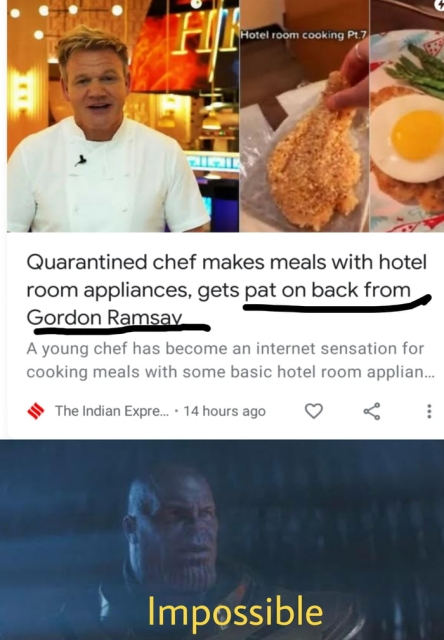 Hotel room cooking Pt.7
Quarantined chef makes meals with hotel
room appliances, gets pat on back from
Gordon Ramsay
A young chef has become an internet sensation for
cooking meals with some basic hotel room applian...
The Indian Expre... · 14 hours ago
Impossible